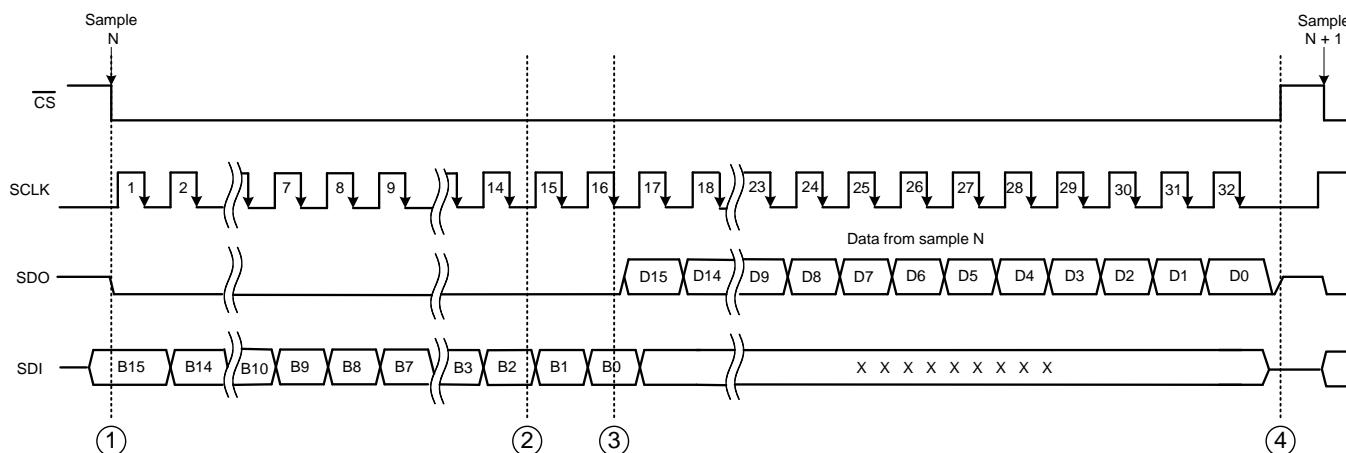 Sample
N
Sample
N + 1
CS
SCLK
1 2 7 8 9 14 15 16 17 18 23 24 25 26 27 28 29 30 31 32
Data from sample N
SDO
D15 D14 D9 D8 D7 D6 D5 D4 D3 D2 D1 D0
SDI
B15 B14 B10 B9 B8 B7 B3 B2 B1 B0 X X X X X X X X X
1 2 3 4